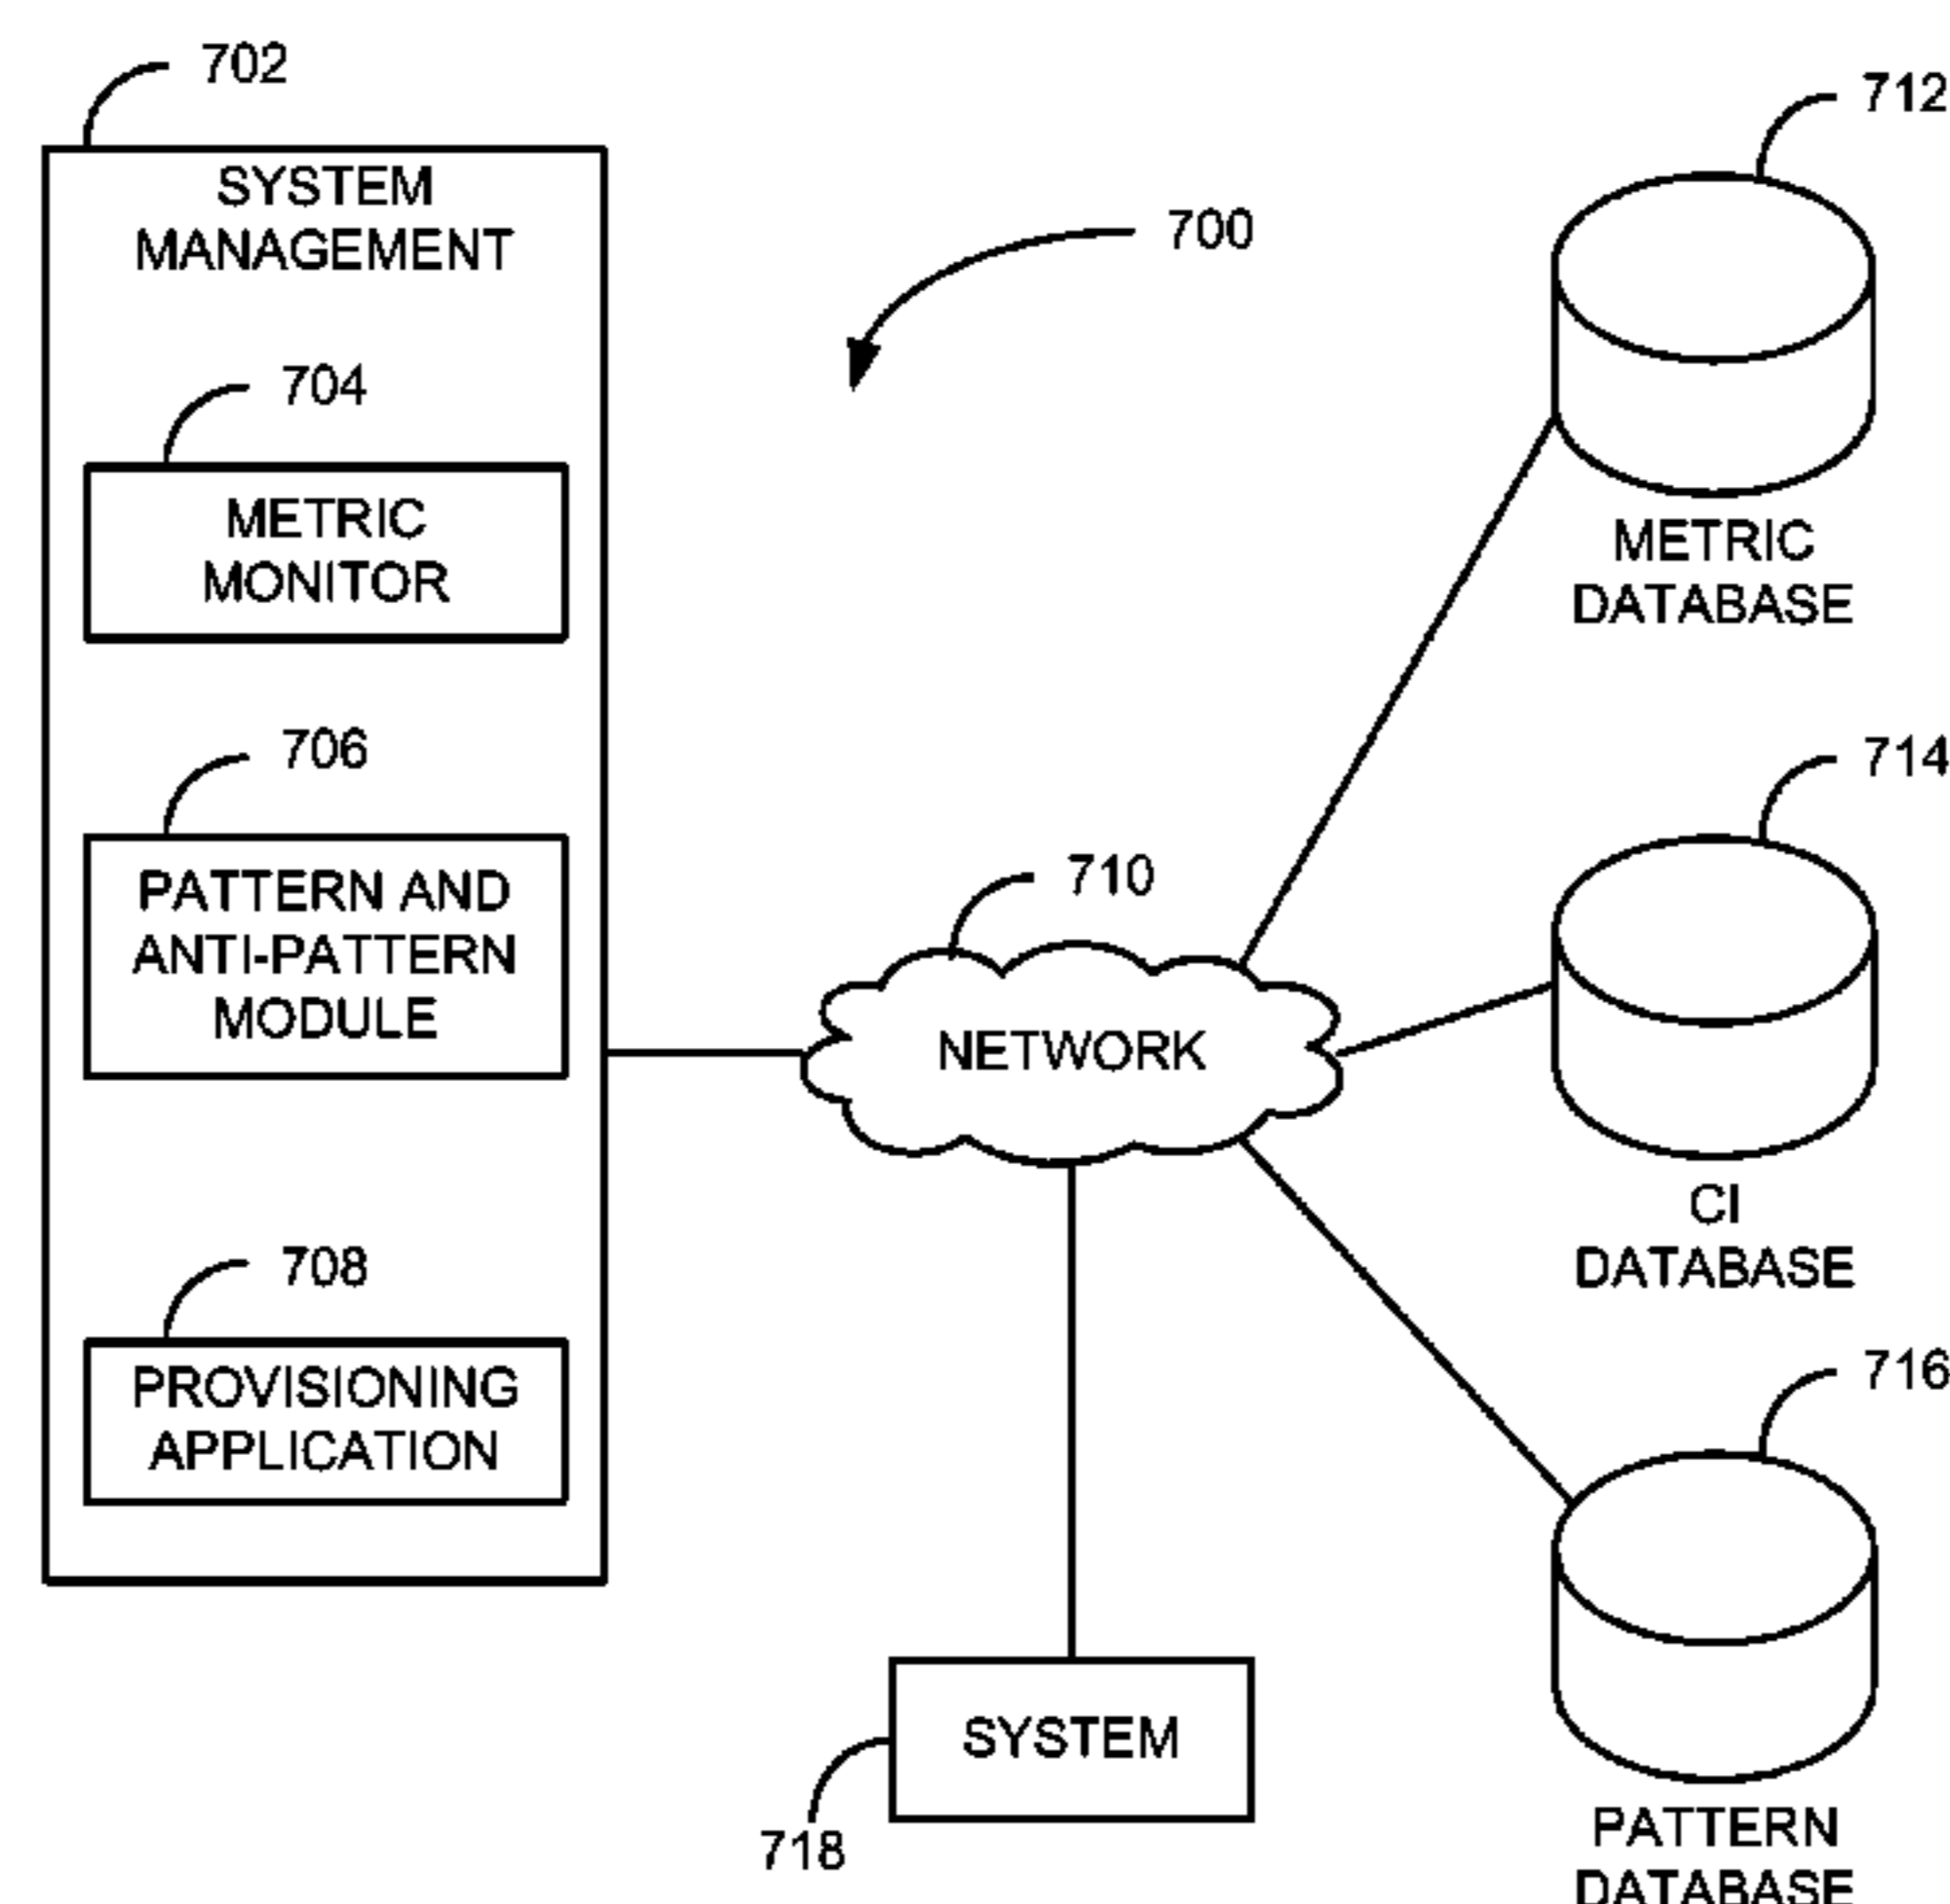 702
SYSTEM
MANAGEMENT
704
METRIC
MONITOR
706
PATTERN AND
ANTI-PATTERN
MODULE
708
PROVISIONING
APPLICATION
700
710
NETWORK
718
SYSTEM
712
METRIC
DATABASE
714
CI
DATABASE
716
PATTERN
DATABASE